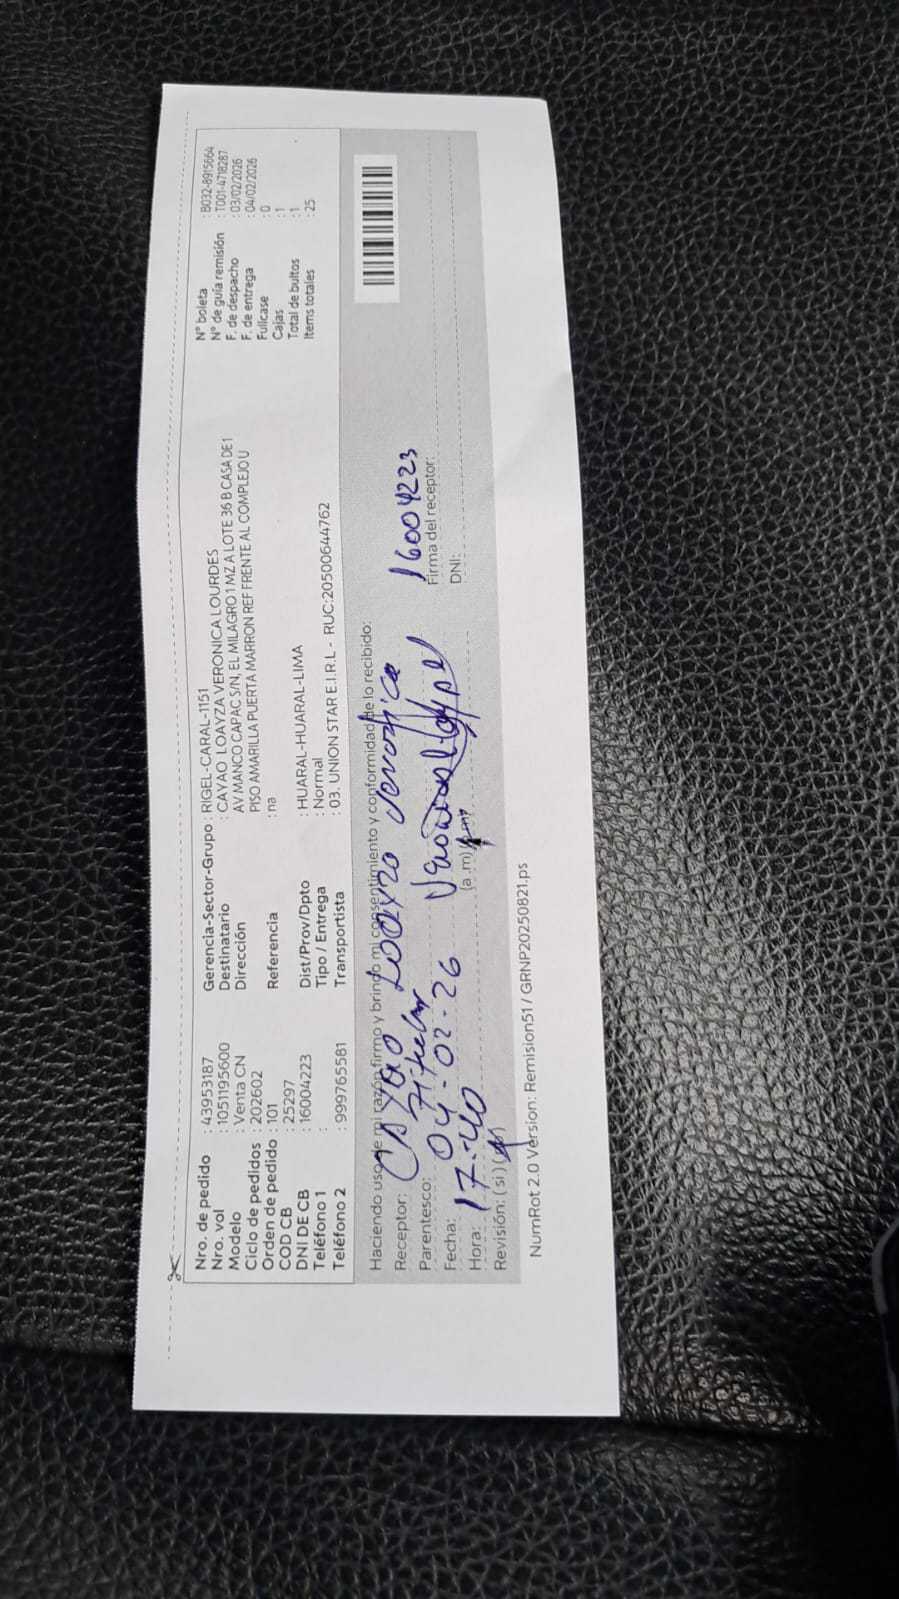 Nro. de pedido : 43953187
Nro. vol : 1051195600
Modelo : Venta CN
Ciclo de pedidos : 202602
Orden de pedido : 101
COD CB : 25297
DNI DE CB : 16004223
Teléfono 1 :
Teléfono 2 : 999765581
Gerencia-Sector-Grupo : RIGEL-CARAL-1151
Destinatario : CAYAO LOAYZA VERONICA LOURDES
Dirección AV MANCO CAPAC S/N, EL MILAGRO 1 MZ A LOTE 36 B CASA DE 1
PISO AMARILLA PUERTA MARRON REF FRENTE AL COMPLEJO U
Referencia : na
Dist/Prov/Dpto : HUARAL-HUARAL-LIMA
Tipo / Entrega : Normal
Transportista : 03. UNION STAR E.I.R.L - RUC:20500644762
N° boleta : B032-8915664
N° de guía remisión : T001-4718287
F. de despacho : 03/02/2026
F. de entrega : 04/02/2026
Fullcase : 0
Cajas : 1
Total de bultos : 1
Items totales : 25
Haciendo uso de mi razón firmo y brindo mi consentimiento y conformidad de lo recibido:
Receptor: Cayao Loayza Veronica 16004223
Parentesco: Titular
Firma del receptor:
Fecha: 04-02-26
DNI:
Hora: 17:40 (a.m) (p.m)
Revisión: (si) (
NumRot 2.0 Version: Remision51 / GRNP20250821.ps